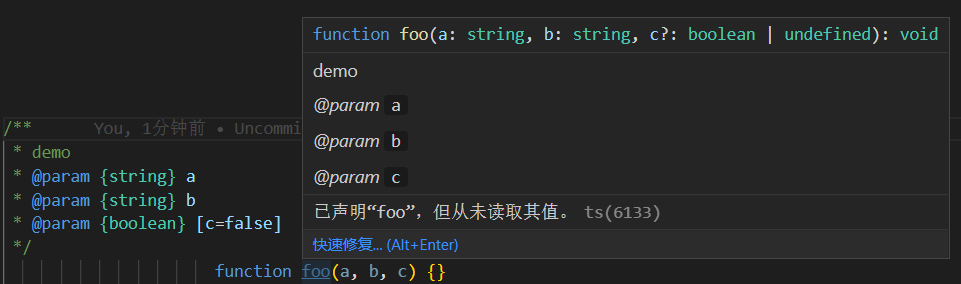 function foo(a: string, b: string, c?: boolean | undefined): void
demo
@param a
@param b
@param c
已声明“foo”，但从未读取其值。 ts(6133)
快速修复... (Alt+Enter)
/** You, 1分钟前 • Uncommi
* demo
* @param {string} a
* @param {string} b
* @param {boolean} [c=false]
*/
function foo(a, b, c) {}